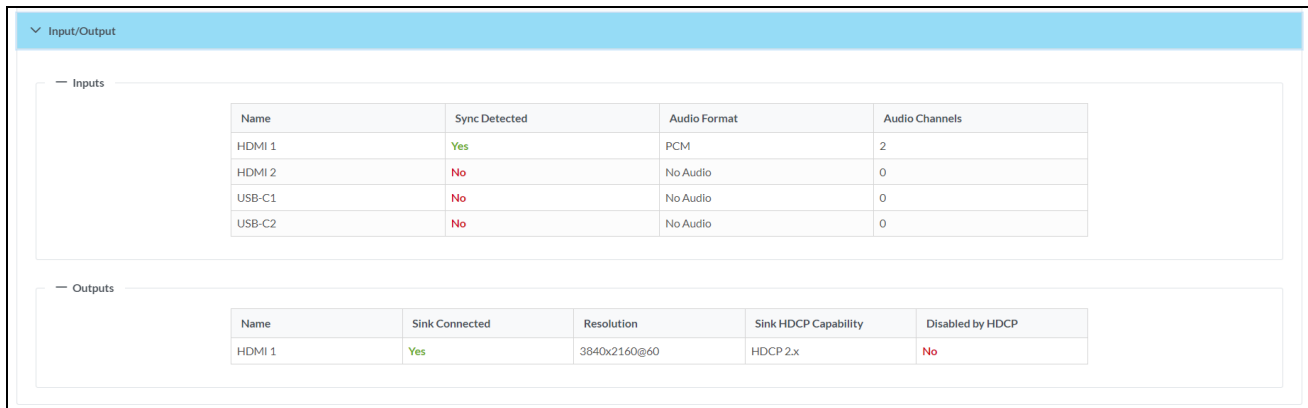 Input/Output
Inputs
Name Sync Detected Audio Format Audio Channels
HDMI 1 Yes PCM 2
HDMI 2 No No Audio 0
USB-C1 No No Audio 0
USB-C2 No No Audio 0
Outputs
Name Sink Connected Resolution Sink HDCP Capability Disabled by HDCP
HDMI 1 Yes 3840x2160@60 HDCP 2.x No